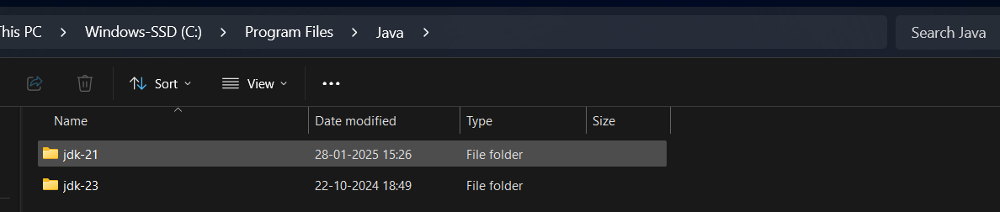 This PC > Windows-SSD (C:) > Program Files > Java >
Search Java
Sort
View
Name Date modified Type Size
jdk-21 28-01-2025 15:26 File folder
jdk-23 22-10-2024 18:49 File folder